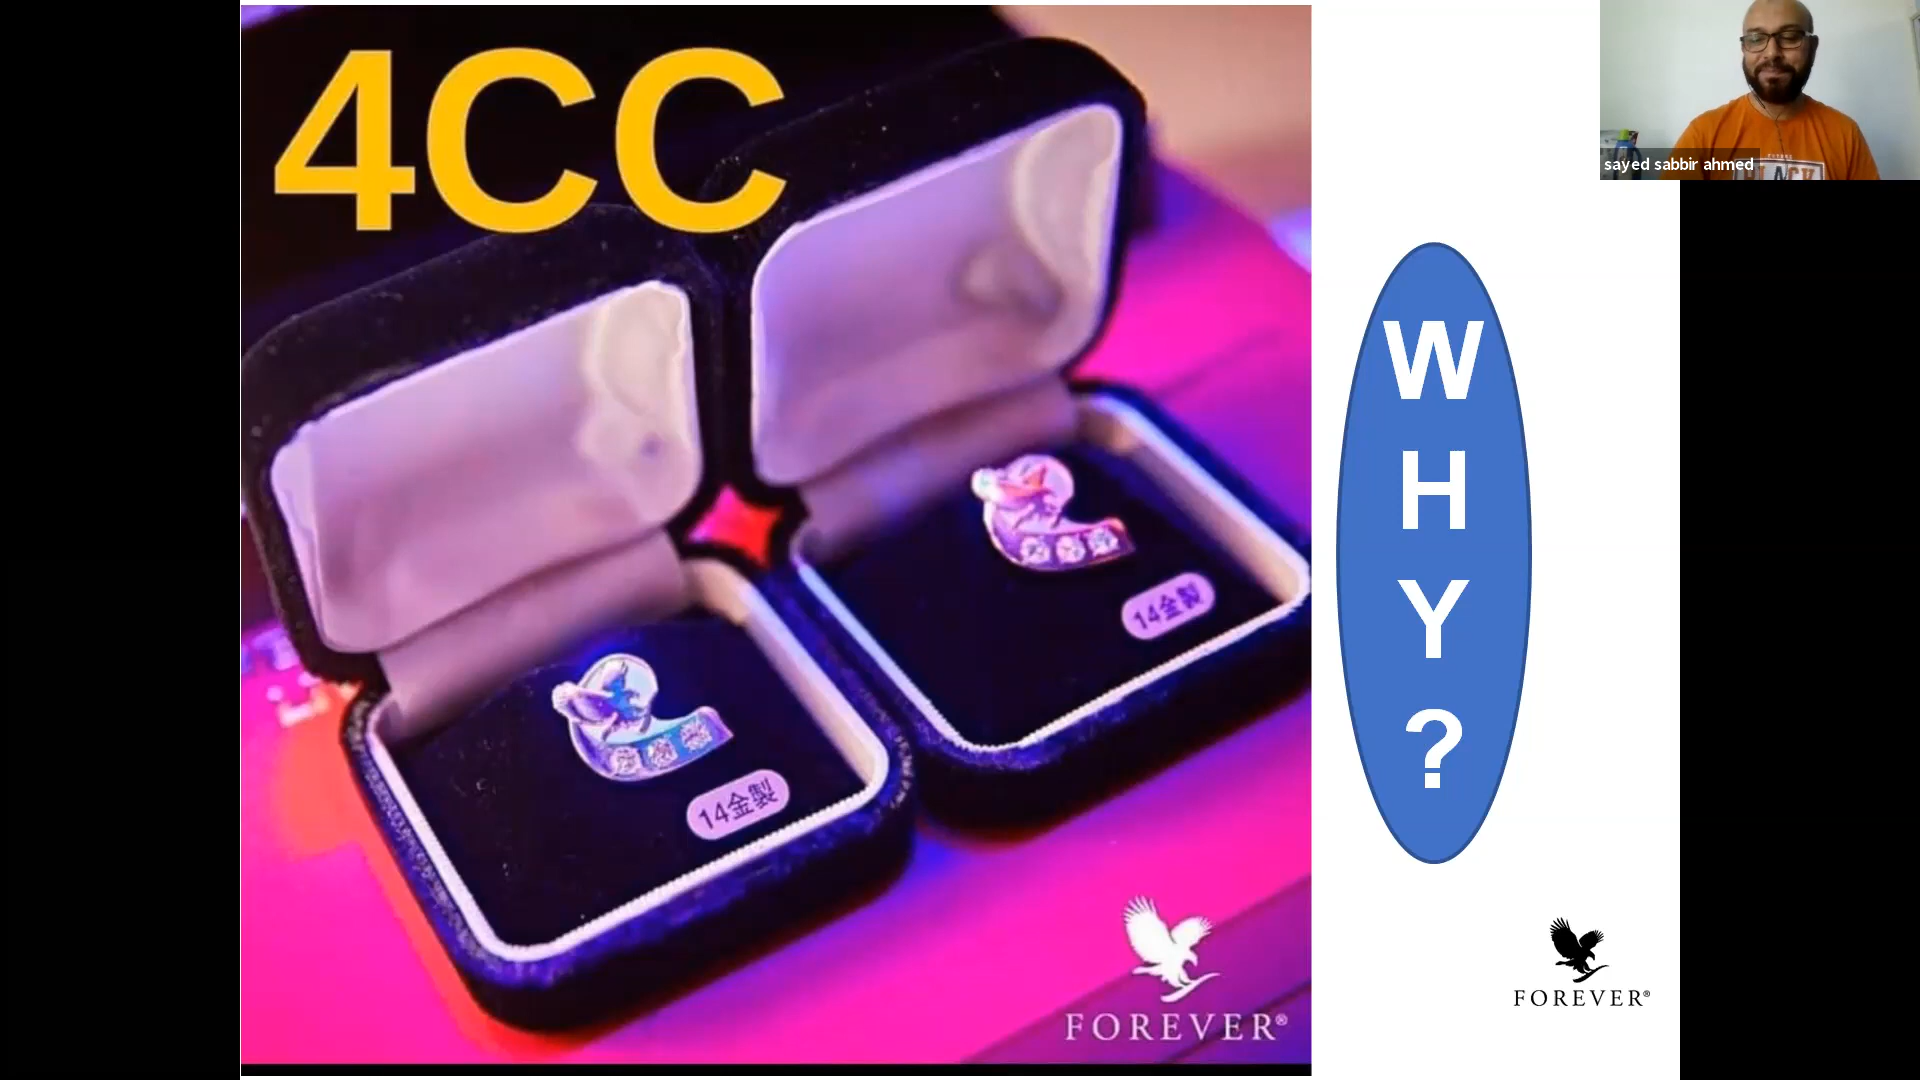 4CC
sayed sabbir ahmed
14金製
14金製
W
H
Y
?
FOREVER®
FOREVER®